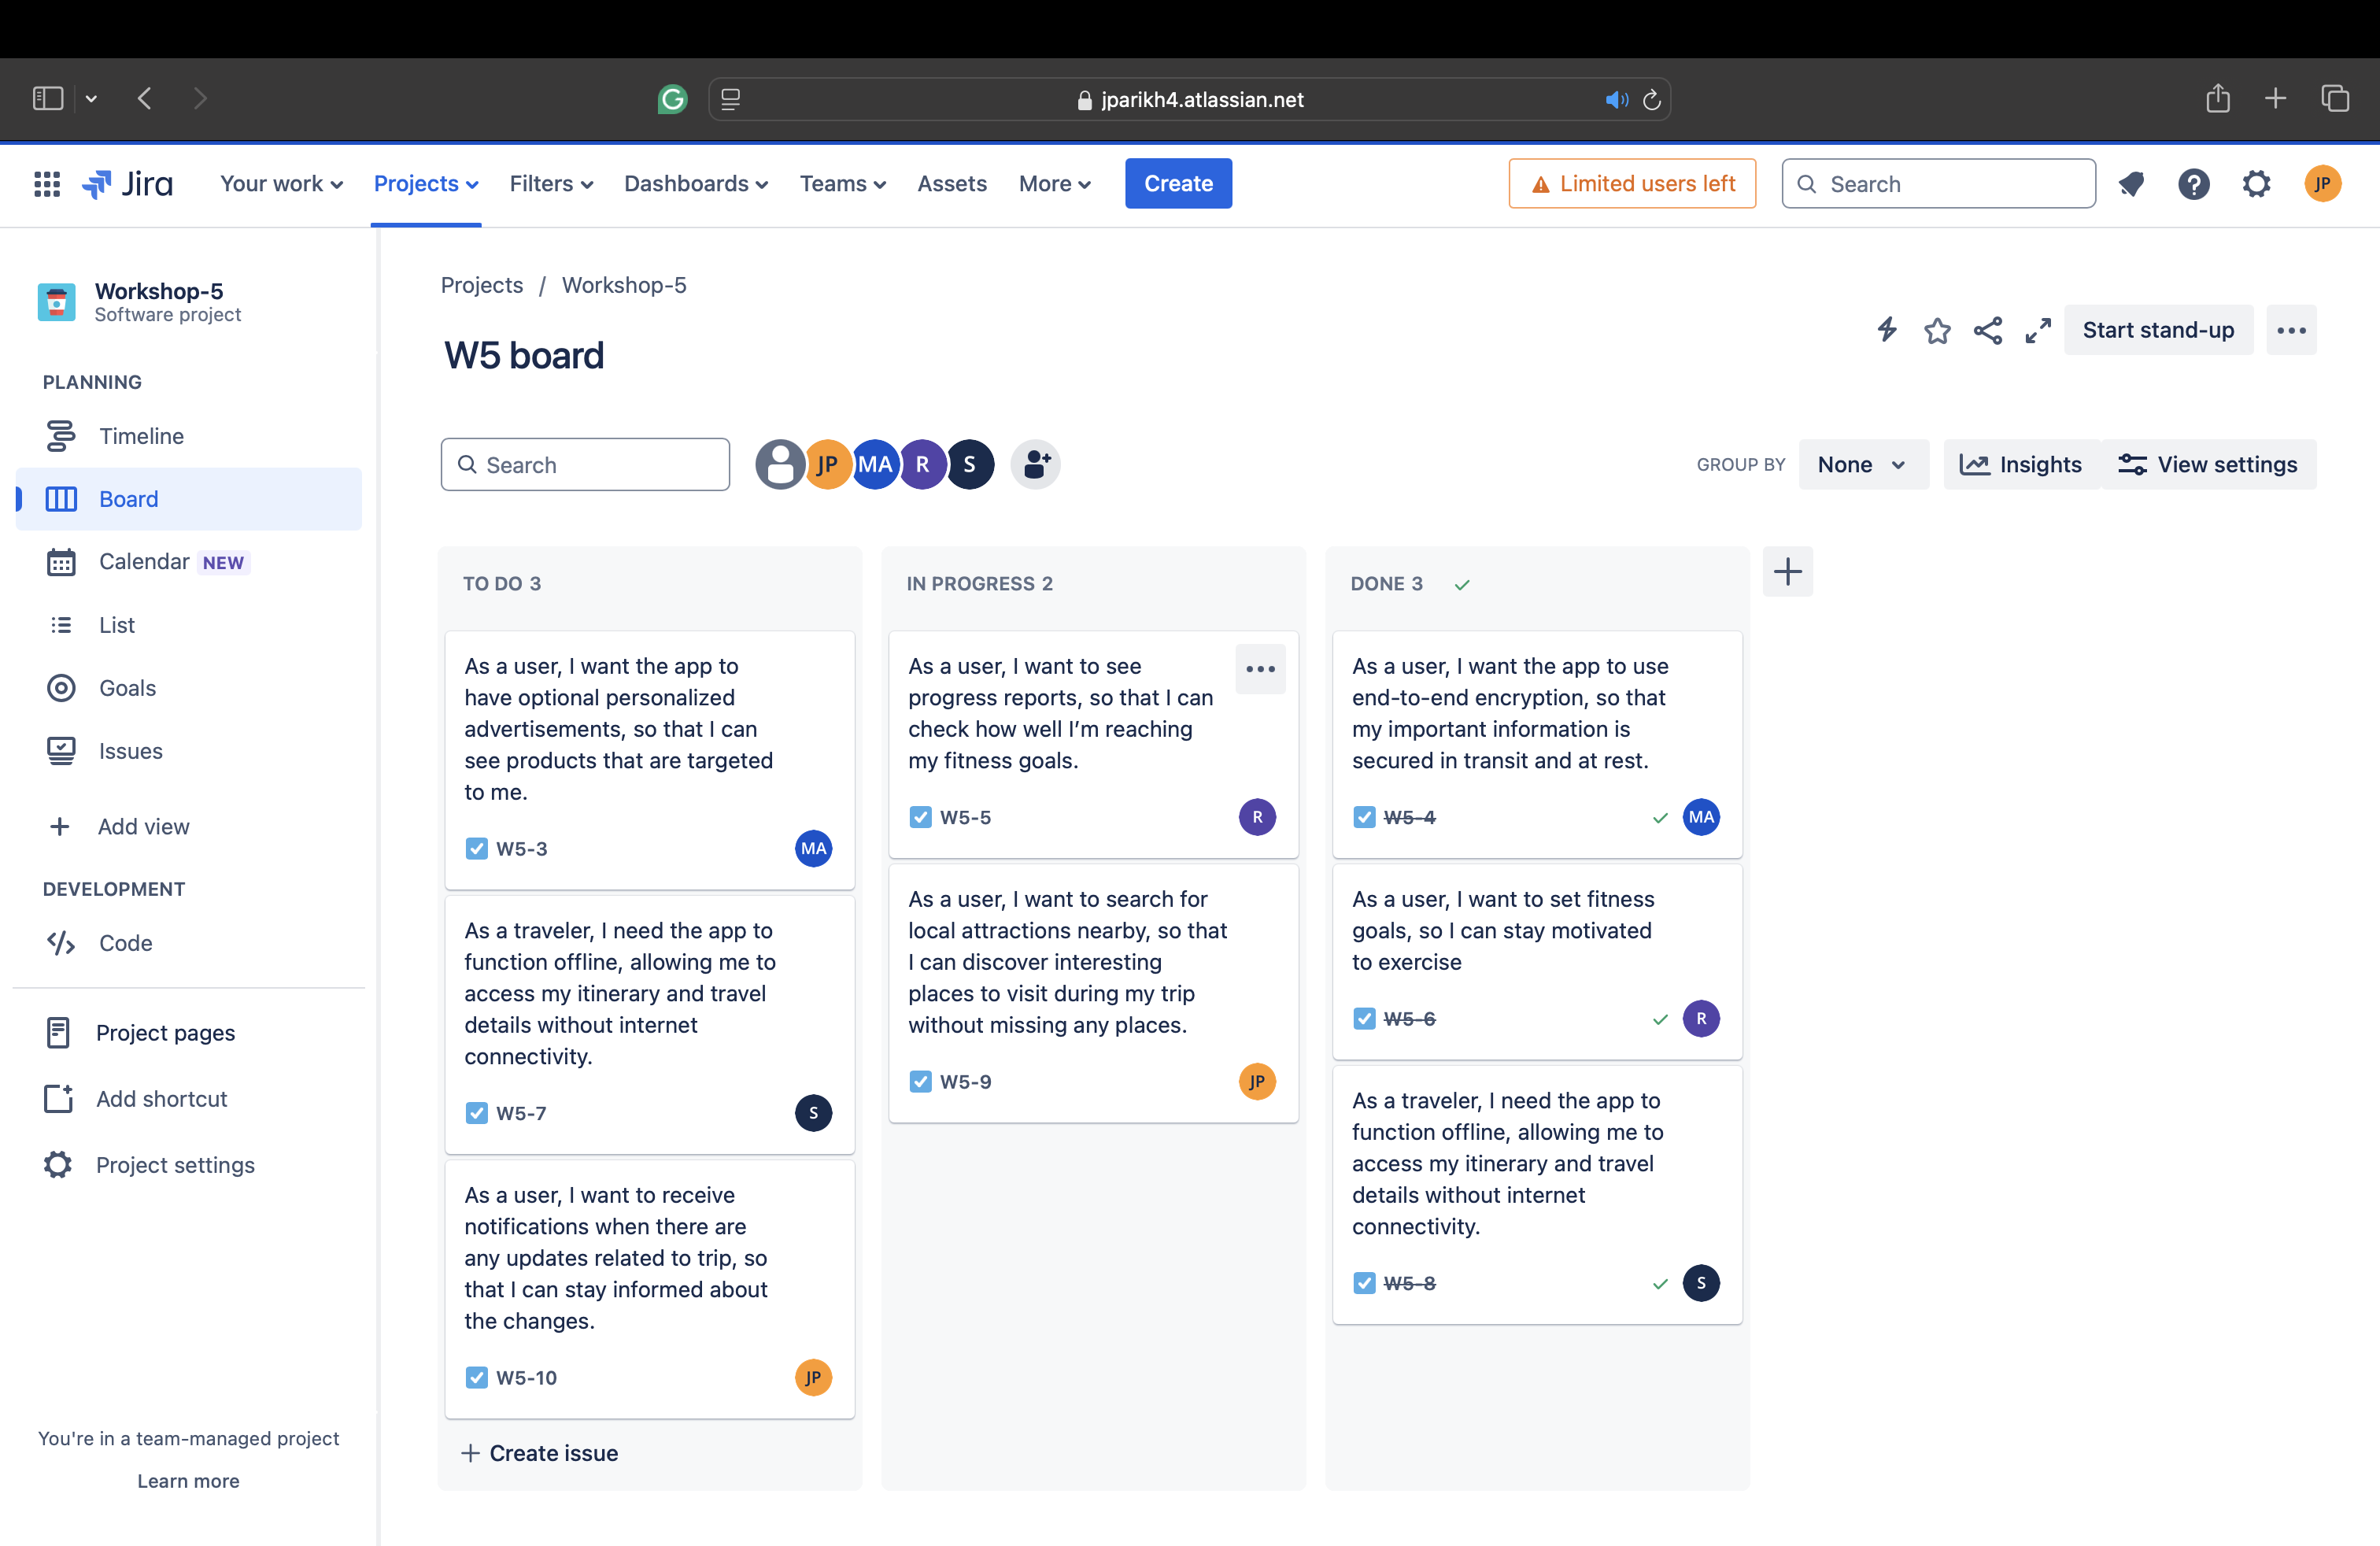 jparikh4.atlassian.net
Jira
Your work
Projects
Filters
Dashboards
Teams
Assets
More
Create
Limited users left
Search
JP
Workshop-5
Software project
PLANNING
Timeline
Board
Calendar NEW
List
Goals
Issues
Add view
DEVELOPMENT
Code
Project pages
Add shortcut
Project settings
You're in a team-managed project
Learn more
Projects / Workshop-5
W5 board
Start stand-up
Search
JP MA R S
GROUP BY
None
Insights
View settings
TO DO 3
As a user, I want the app to
have optional personalized
advertisements, so that I can
see products that are targeted
to me.
W5-3
MA
As a traveler, I need the app to
function offline, allowing me to
access my itinerary and travel
details without internet
connectivity.
W5-7
S
As a user, I want to receive
notifications when there are
any updates related to trip, so
that I can stay informed about
the changes.
W5-10
JP
Create issue
IN PROGRESS 2
As a user, I want to see
progress reports, so that I can
check how well I’m reaching
my fitness goals.
W5-5
R
As a user, I want to search for
local attractions nearby, so that
I can discover interesting
places to visit during my trip
without missing any places.
W5-9
JP
DONE 3
As a user, I want the app to use
end-to-end encryption, so that
my important information is
secured in transit and at rest.
W5-4
MA
As a user, I want to set fitness
goals, so I can stay motivated
to exercise
W5-6
R
As a traveler, I need the app to
function offline, allowing me to
access my itinerary and travel
details without internet
connectivity.
W5-8
S